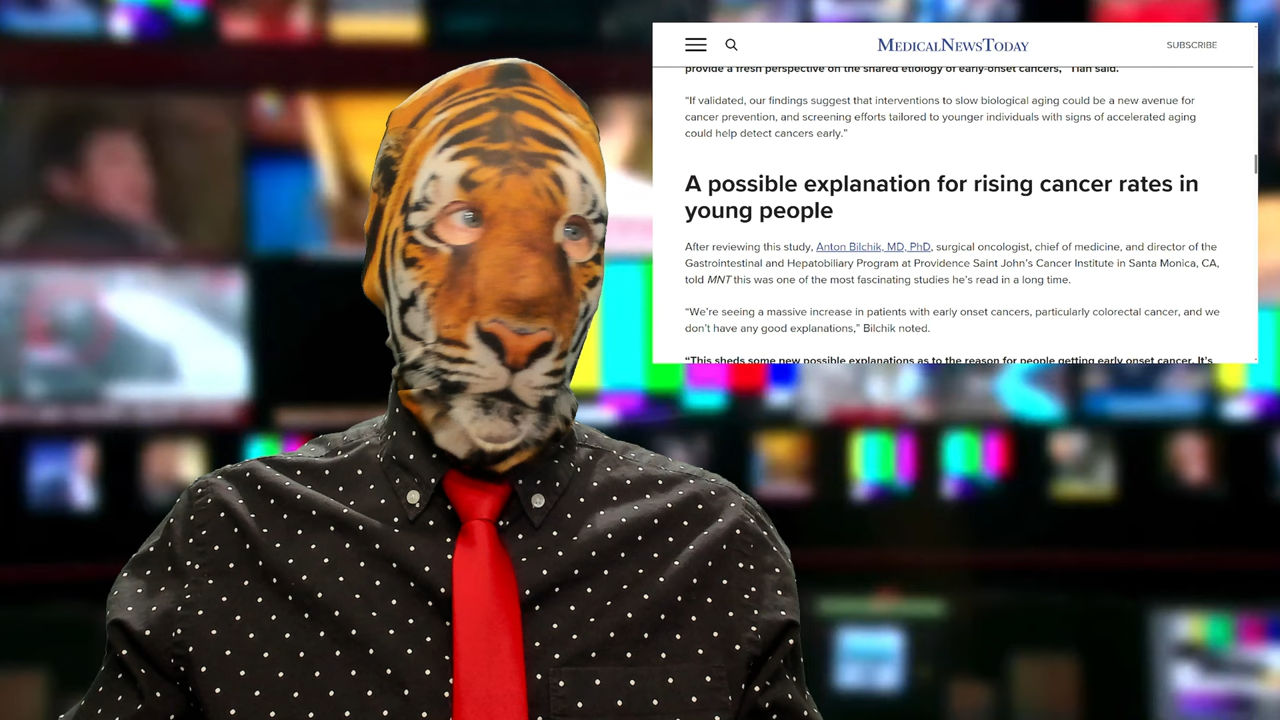 MEDICALNEWSTODAY
SUBSCRIBE
provide a fresh perspective on the shared etiology of early-onset cancers," Tian said.
"If validated, our findings suggest that interventions to slow biological aging could be a new avenue for
cancer prevention, and screening efforts tailored to younger individuals with signs of accelerated aging
could help detect cancers early."
A possible explanation for rising cancer rates in
young people
After reviewing this study, Anton Bilchik, MD, PhD, surgical oncologist, chief of medicine, and director of the
Gastrointestinal and Hepatobiliary Program at Providence Saint John's Cancer Institute in Santa Monica, CA,
told MNT this was one of the most fascinating studies he's read in a long time.
"We're seeing a massive increase in patients with early onset cancers, particularly colorectal cancer, and we
don't have any good explanations," Bilchik noted.
"This sheds some new possible explanations as to the reason for people getting early onset cancer. It's